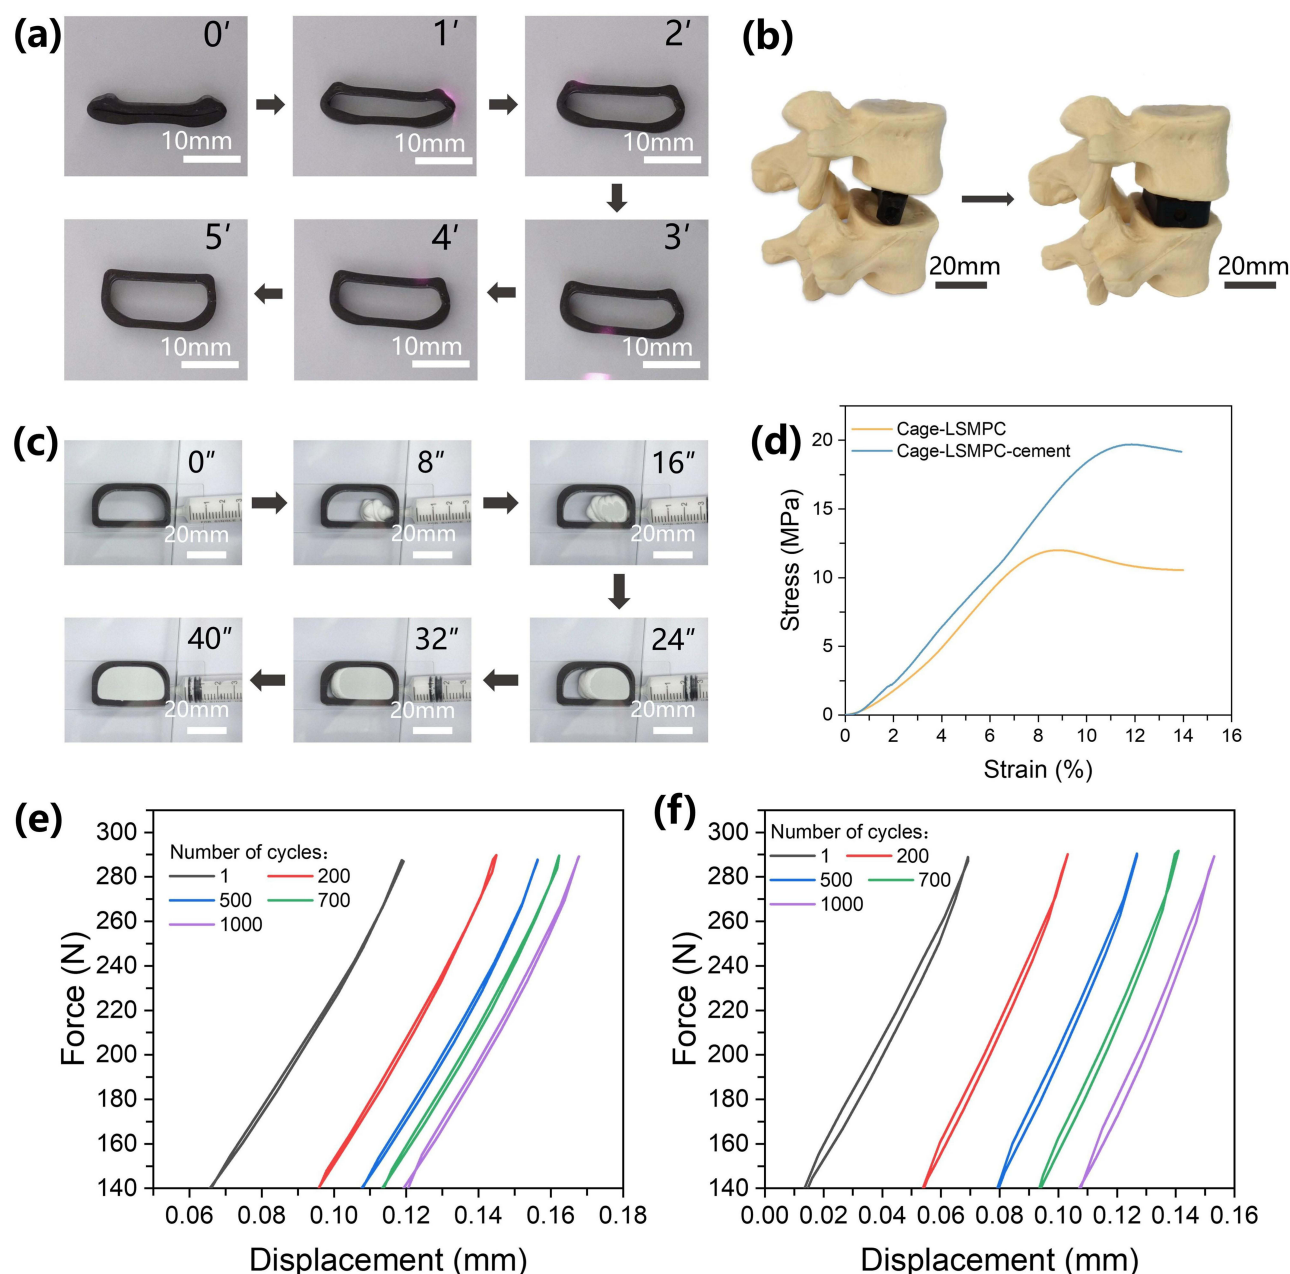 (a)
0′
10mm
1′
10mm
2′
10mm
5′
10mm
4′
10mm
3′
10mm
(b)
20mm
20mm
(c)
0″
20mm
8″
20mm
16″
20mm
40″
20mm
32″
20mm
24″
20mm
(d)
Cage-LSMPC
Cage-LSMPC-cement
Stress (MPa)
20
15
10
5
0
0 2 4 6 8 10 12 14 16
Strain (%)
(e)
Number of cycles:
1 200
500 700
1000
Force (N)
300
280
260
240
220
200
180
160
140
0.06 0.08 0.10 0.12 0.14 0.16 0.18
Displacement (mm)
(f)
Number of cycles:
1 200
500 700
1000
Force (N)
300
280
260
240
220
200
180
160
140
0.00 0.02 0.04 0.06 0.08 0.10 0.12 0.14 0.16
Displacement (mm)